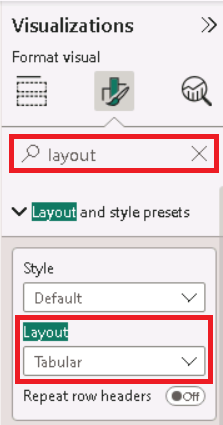 Visualizations
Format visual
layout
Layout and style presets
Style
Default
Layout
Tabular
Repeat row headers Off